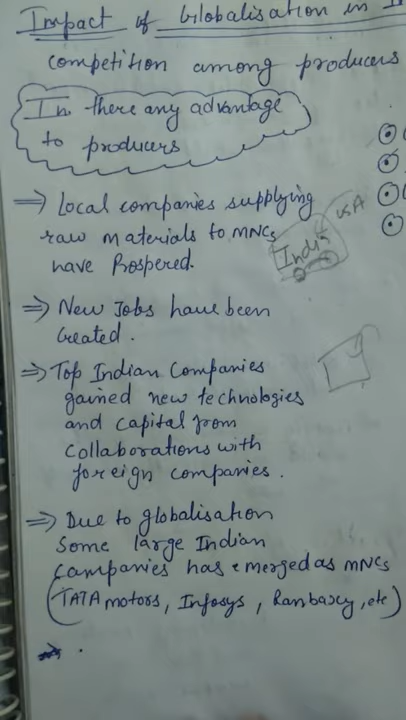 Impact of Globalisation in
competition among producers
In there any advantage
to producers
⇒ Local companies supplying
raw materials to MNCs
have Prospered.
USA
India
⇒ New Jobs have been
Created.
⇒ Top Indian Companies
gained new technologies
and capital from
collaborations with
foreign companies.
⇒ Due to globalisation
Some large Indian
Companies has emerged as MNCs
(TATA motors, Infosys, Ranbaxy, etc)